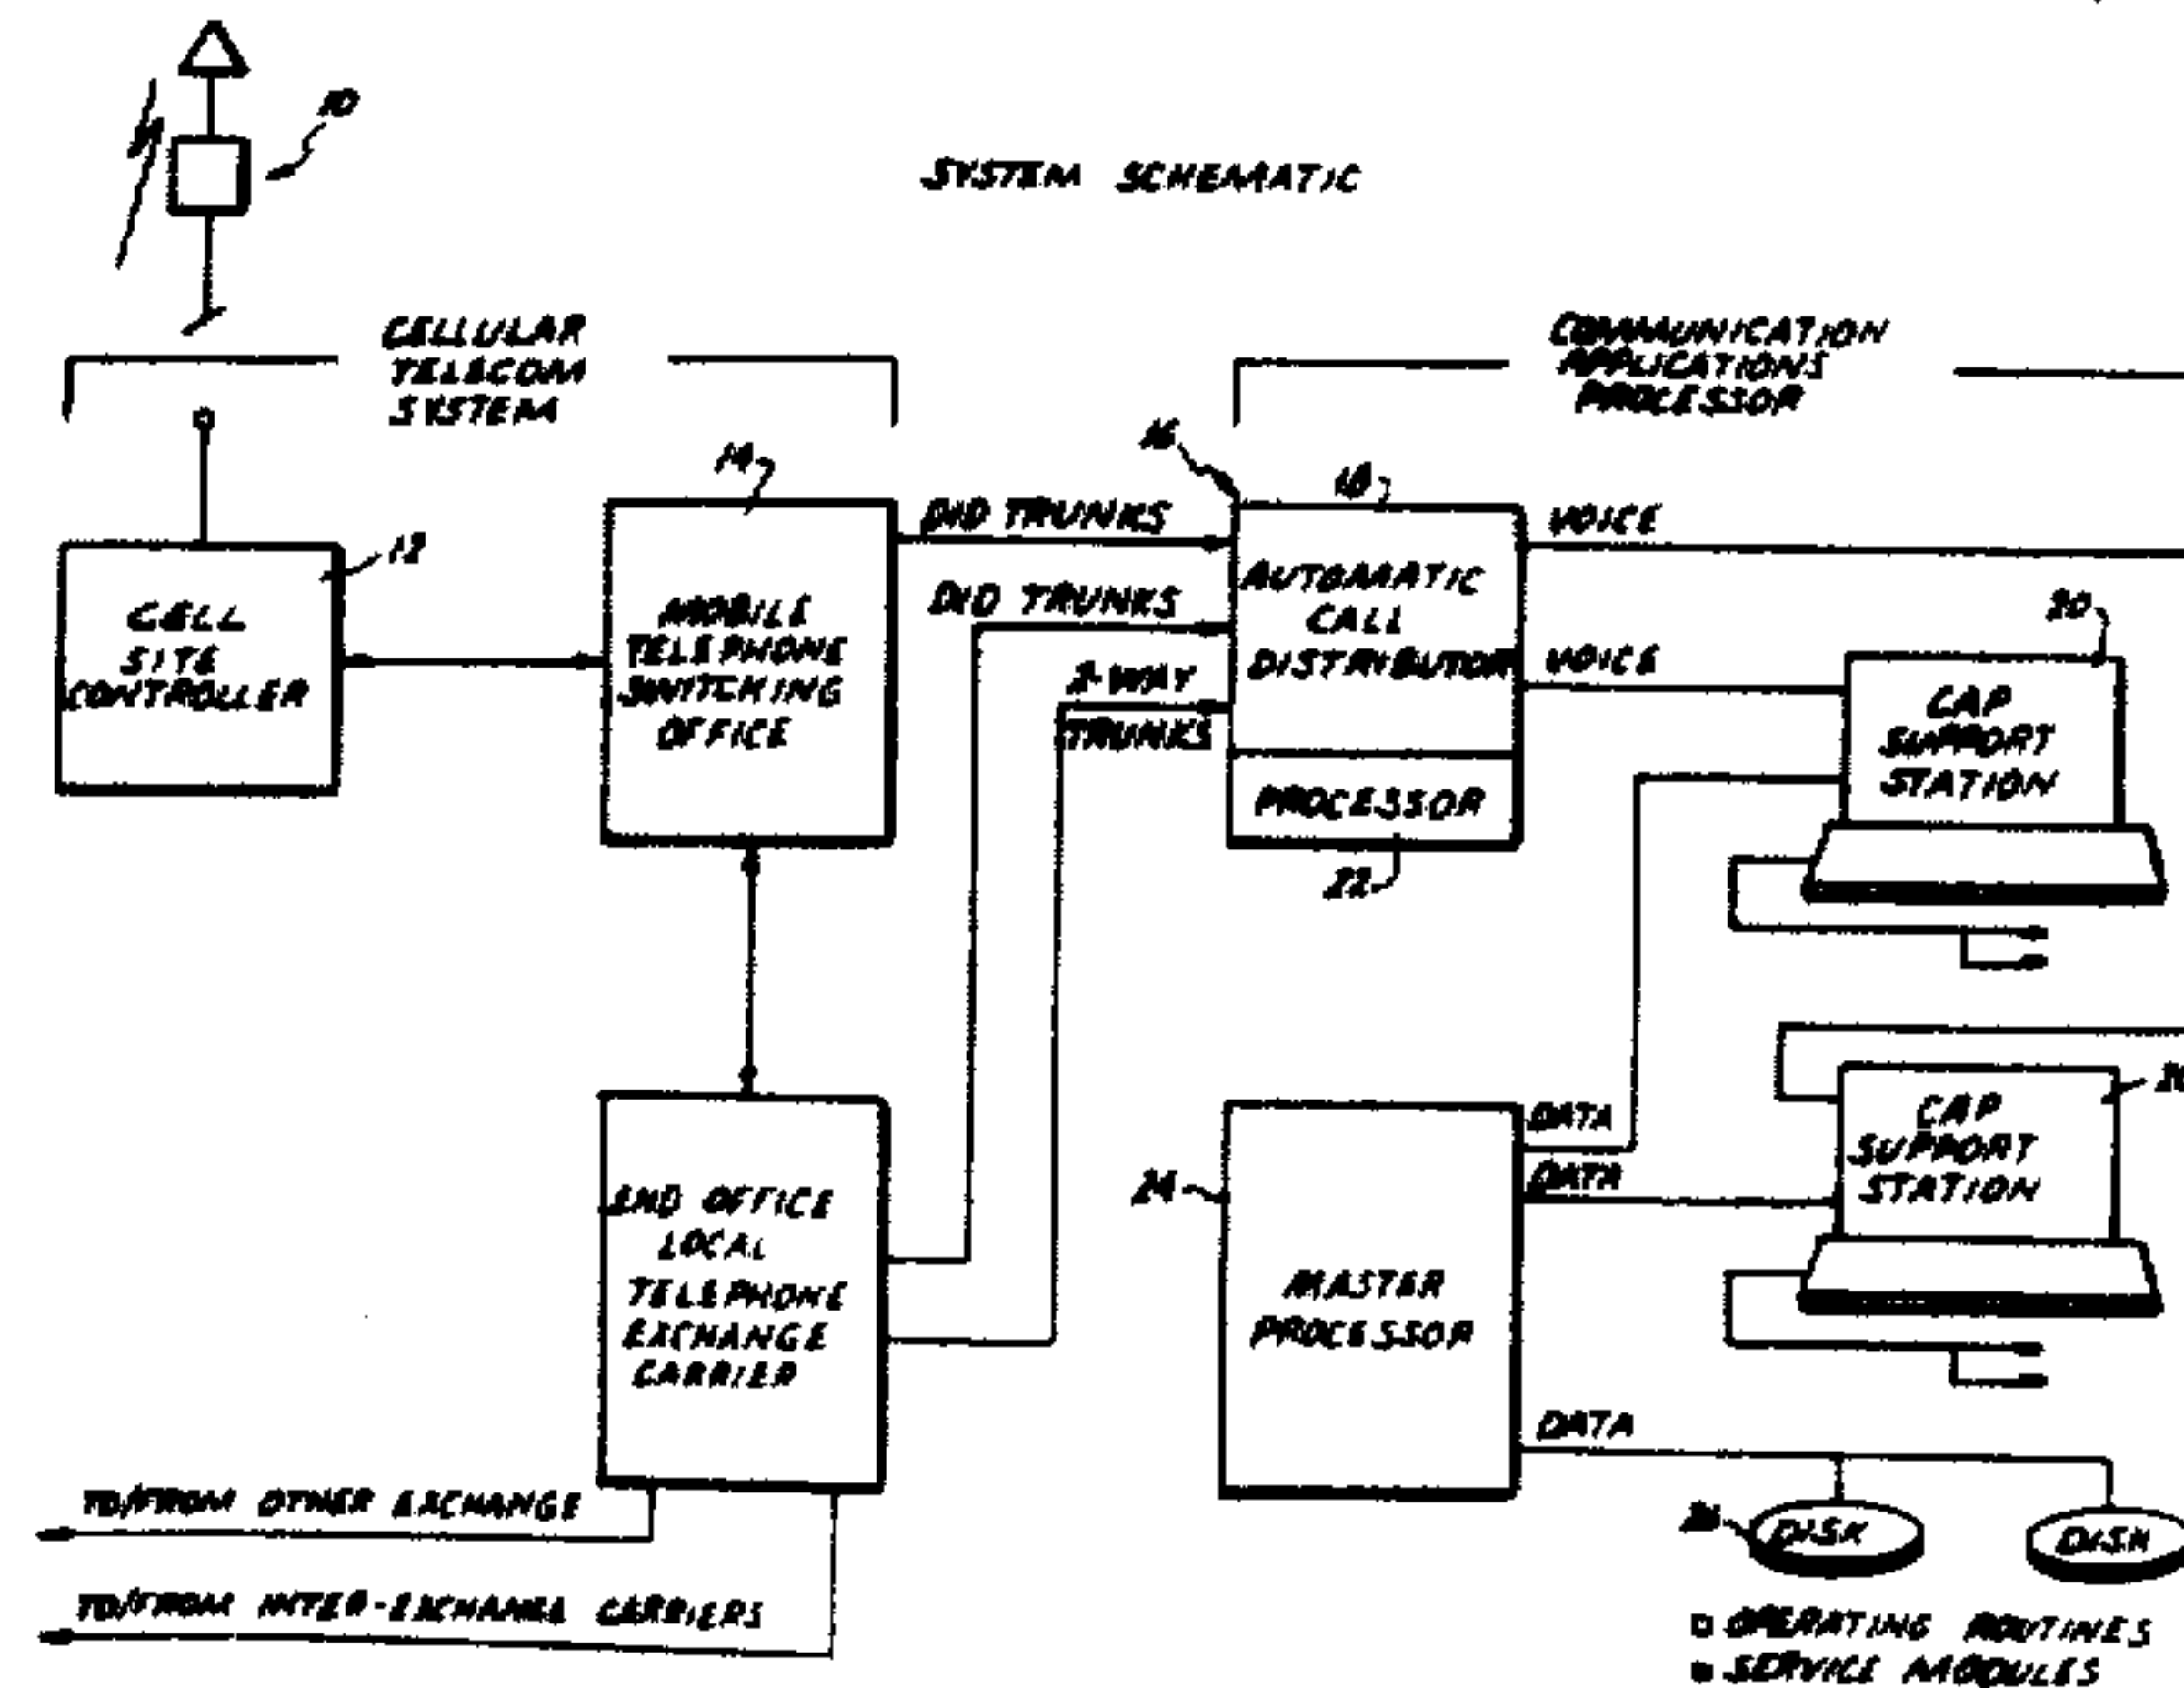 10
SYSTEM SCHEMATIC
CELLULAR
TELECOM
SYSTEM
COMMUNICATION
APPLICATIONS
PROCESSOR
16
14
18
12
DID TRUNKS
VOICE
CELL
SITE
CONTROLLER
MOBILE
TELEPHONE
SWITCHING
OFFICE
DID TRUNKS
2-WAY
TRUNKS
AUTOMATIC
CALL
DISTRIBUTOR
PROCESSOR
22
VOICE
20
CAP
SUPPORT
STATION
END OFFICE
LOCAL
TELEPHONE
EXCHANGE
CARRIER
24
MASTER
PROCESSOR
DATA
DATA
CAP
SUPPORT
STATION
DATA
DISK
DISK
TO/FROM OTHER EXCHANGE
TO/FROM INTER-EXCHANGE CARRIERS
OPERATING ROUTINES
SERVICE MODULES